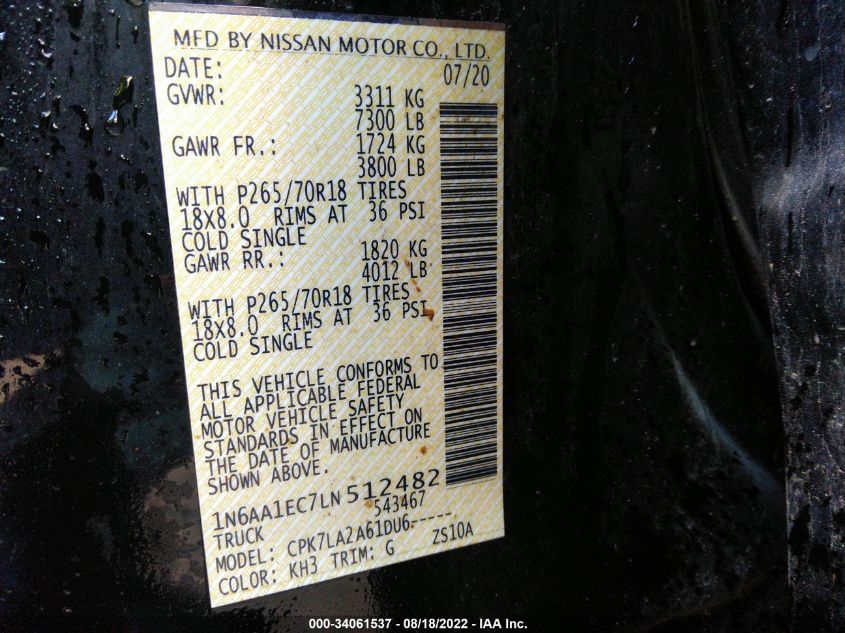 MFD BY NISSAN MOTOR CO., LTD.
DATE: 07/20
GVWR: 3311 KG
7300 LB
GAWR FR.: 1724 KG
3800 LB
WITH P265/70R18 TIRES
18X8.0 RIMS AT 36 PSI
COLD SINGLE
GAWR RR.: 1820 KG
4012 LB
WITH P265/70R18 TIRES
18X8.0 RIMS AT 36 PSI
COLD SINGLE
THIS VEHICLE CONFORMS TO
ALL APPLICABLE FEDERAL
MOTOR VEHICLE SAFETY
STANDARDS IN EFFECT ON
THE DATE OF MANUFACTURE
SHOWN ABOVE.
1N6AA1EC7LN512482
TRUCK 543467
MODEL: CPK7LA2A61DU6-----
COLOR: KH3 TRIM: G ZS10A
000-34061537 - 08/18/2022 - IAA Inc.